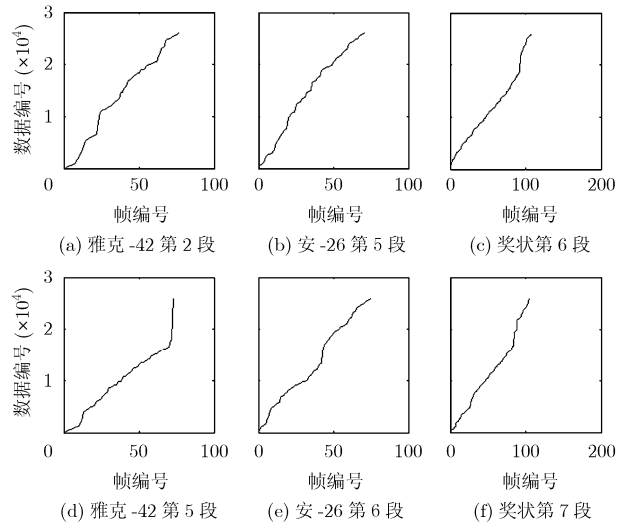 3
2
1
0 50 100
0 50 100
0 100 200
数据编号 (×10⁴)
帧编号
帧编号
帧编号
(a) 雅克 -42 第 2 段
(b) 安 -26 第 5 段
(c) 奖状第 6 段
3
2
1
0 50 100
0 50 100
0 100 200
数据编号 (×10⁴)
帧编号
帧编号
帧编号
(d) 雅克 -42 第 5 段
(e) 安 -26 第 6 段
(f) 奖状第 7 段